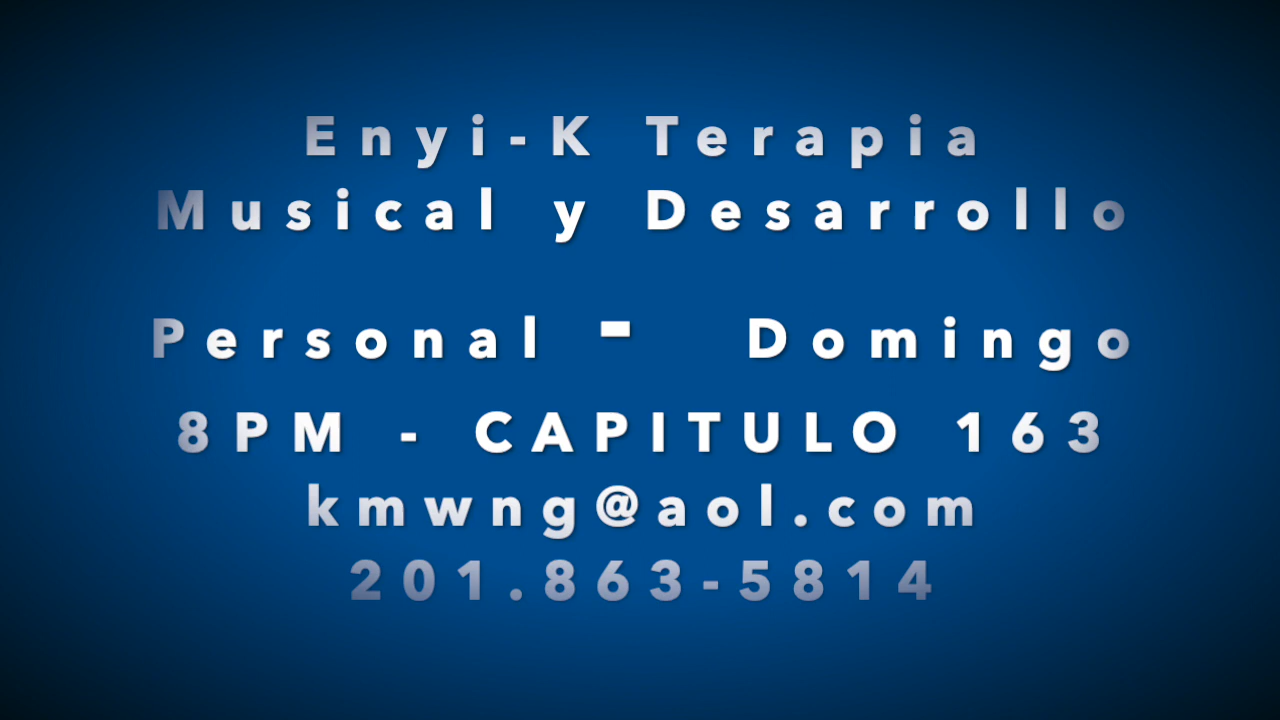 Enyi-K Terapia
Musical y Desarrollo
Personal - Domingo
8PM - CAPITULO 163
kmwng@aol.com
201.863-5814